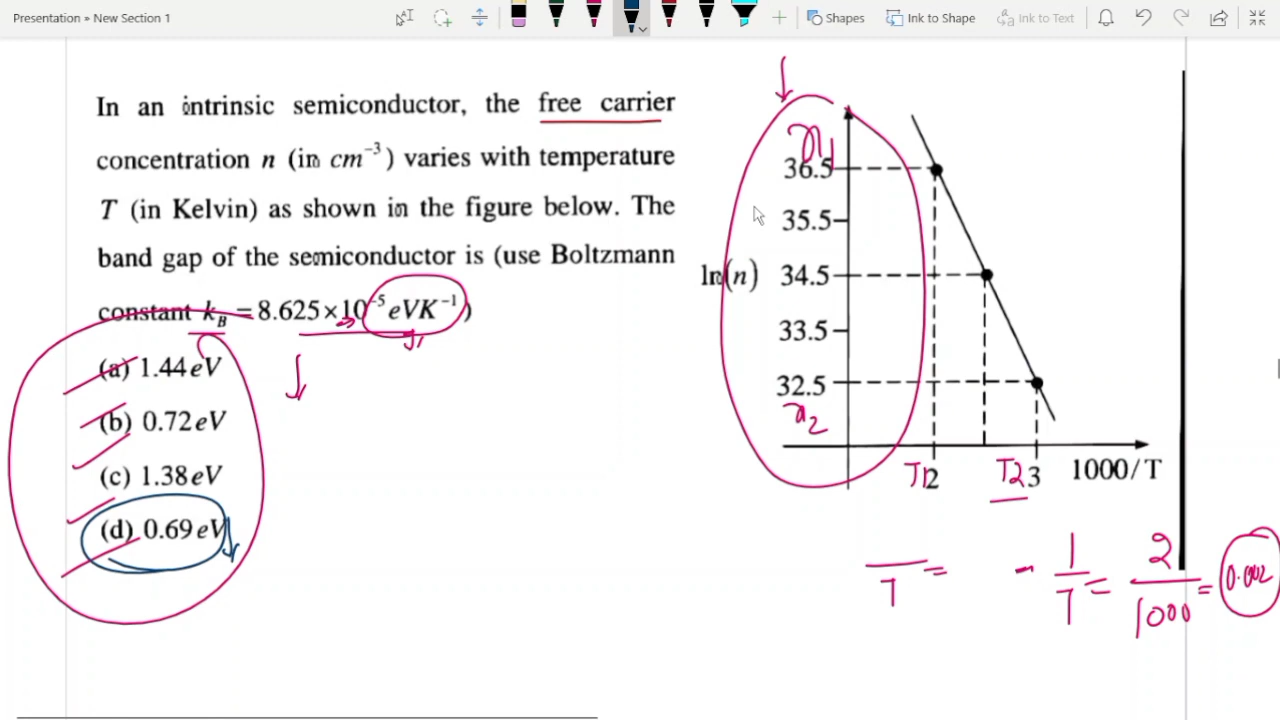 Presentation » New Section 1
Shapes
Ink to Shape
Ink to Text
In an intrinsic semiconductor, the free carrier
concentration n (in cm⁻³) varies with temperature
T (in Kelvin) as shown in the figure below. The
band gap of the semiconductor is (use Boltzmann
constant k_B = 8.625×10⁻⁵ eVK⁻¹)
(a) 1.44 eV
(b) 0.72 eV
(c) 1.38 eV
(d) 0.69 eV
n1
36.5
35.5
ln(n) 34.5
33.5
32.5
n2
T1 2 T2 3 1000/T
T = - 1/T = 2/1000 = 0.002